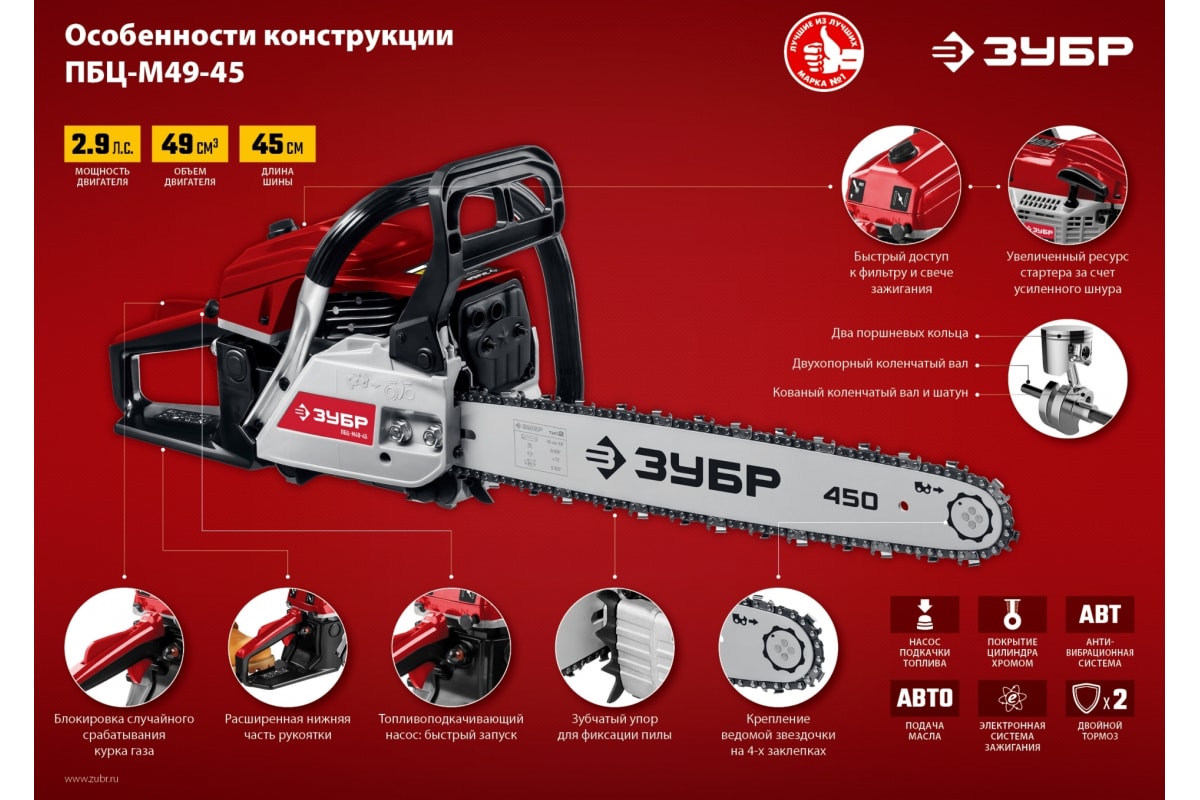 Особенности конструкции
ПБЦ-М49-45
ЛУЧШИЕ ИЗ ЛУЧШИХ
МАРКА №1
ЗУБР
2.9 Л.С.
МОЩНОСТЬ
ДВИГАТЕЛЯ
49 СМ³
ОБЪЕМ
ДВИГАТЕЛЯ
45 СМ
ДЛИНА
ШИНЫ
Быстрый доступ
к фильтру и свече
зажигания
ЗУБР
Увеличенный ресурс
стартера за счет
усиленного шнура
Два поршневых кольца
Двухопорный коленчатый вал
Кованый коленчатый вал и шатун
ЗУБР
ПБЦ-М49-45
ЗУБР
450
Блокировка случайного
срабатывания
курка газа
Расширенная нижняя
часть рукоятки
Топливоподкачивающий
насос: быстрый запуск
Зубчатый упор
для фиксации пилы
Крепление
ведомой звездочки
на 4-х заклепках
НАСОС
ПОДКАЧКИ
ТОПЛИВА
ПОКРЫТИЕ
ЦИЛИНДРА
ХРОМОМ
АВТ
АНТИ-
ВИБРАЦИОННАЯ
СИСТЕМА
АВТО
ПОДАЧА
МАСЛА
ЭЛЕКТРОННАЯ
СИСТЕМА
ЗАЖИГАНИЯ
x 2
ДВОЙНОЙ
ТОРМОЗ
www.zubr.ru